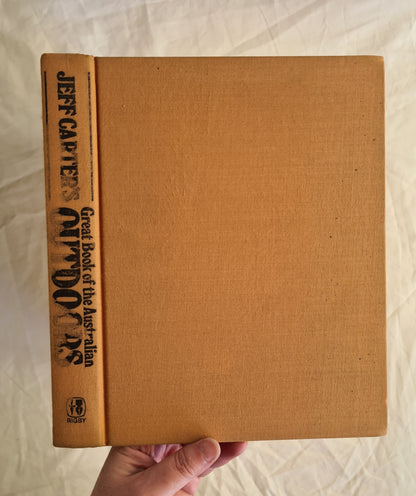 JEFF CARTER'S
Great Book of the Australian
OUTDOORS
RIGBY